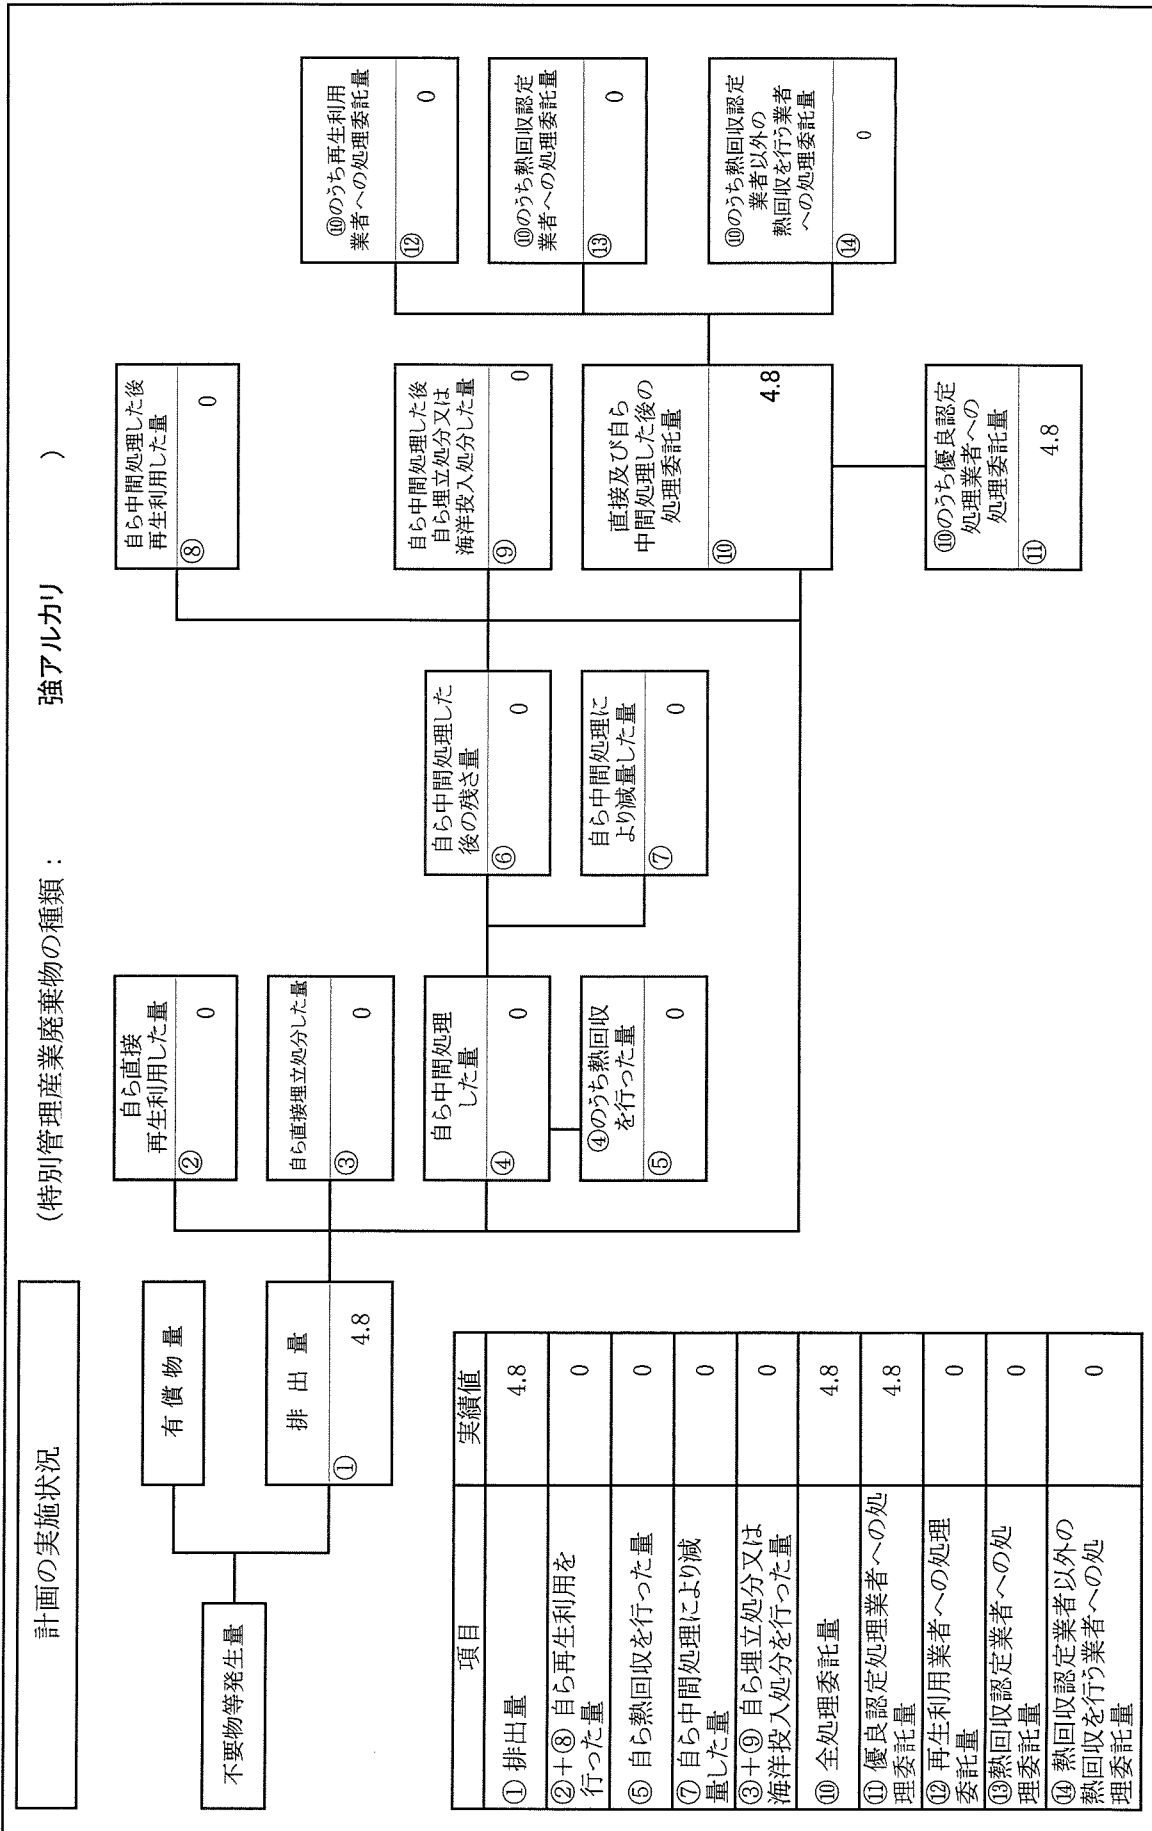 計画の実施状況
(特別管理産業廃棄物の種類： 強アルカリ )
不要物等発生量
有償物量
排出量
① 4.8
自ら直接
再生利用した量
② 0
自ら直接埋立処分した量
③ 0
自ら中間処理
した量
④ 0
④のうち熱回収
を行った量
⑤ 0
自ら中間処理した
後の残さ量
⑥ 0
自ら中間処理に
より減量した量
⑦ 0
自ら中間処理した後
再生利用した量
⑧ 0
自ら中間処理した後
自ら埋立処分又は
海洋投入処分した量
⑨ 0
直接及び自ら
中間処理した後の
処理委託量
⑩ 4.8
⑩のうち優良認定
処理業者への
処理委託量
⑪ 4.8
⑩のうち再生利用
業者への処理委託量
⑫ 0
⑩のうち熱回収認定
業者への処理委託量
⑬ 0
⑩のうち熱回収認定
業者以外の
熱回収を行う業者
への処理委託量
⑭ 0
項目 実績値
① 排出量 4.8
②+⑧ 自ら再生利用を
行った量 0
⑤ 自ら熱回収を行った量 0
⑦ 自ら中間処理により減
量した量 0
③+⑨ 自ら埋立処分又は
海洋投入処分を行った量 0
⑩ 全処理委託量 4.8
⑪ 優良認定処理業者への処
理委託量 4.8
⑫ 再生利用業者への処理
委託量 0
⑬熱回収認定業者への処
理委託量 0
⑭ 熱回収認定業者以外の
熱回収を行う業者への処
理委託量 0